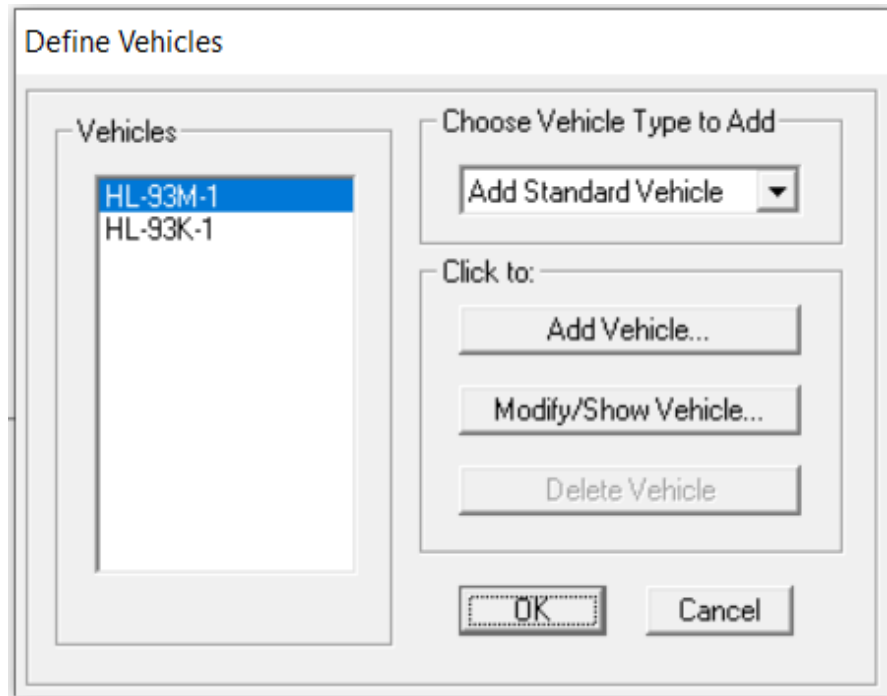 Define Vehicles
Vehicles
HL-93M-1
HL-93K-1
Choose Vehicle Type to Add
Add Standard Vehicle
Click to:
Add Vehicle...
Modify/Show Vehicle...
Delete Vehicle
OK
Cancel